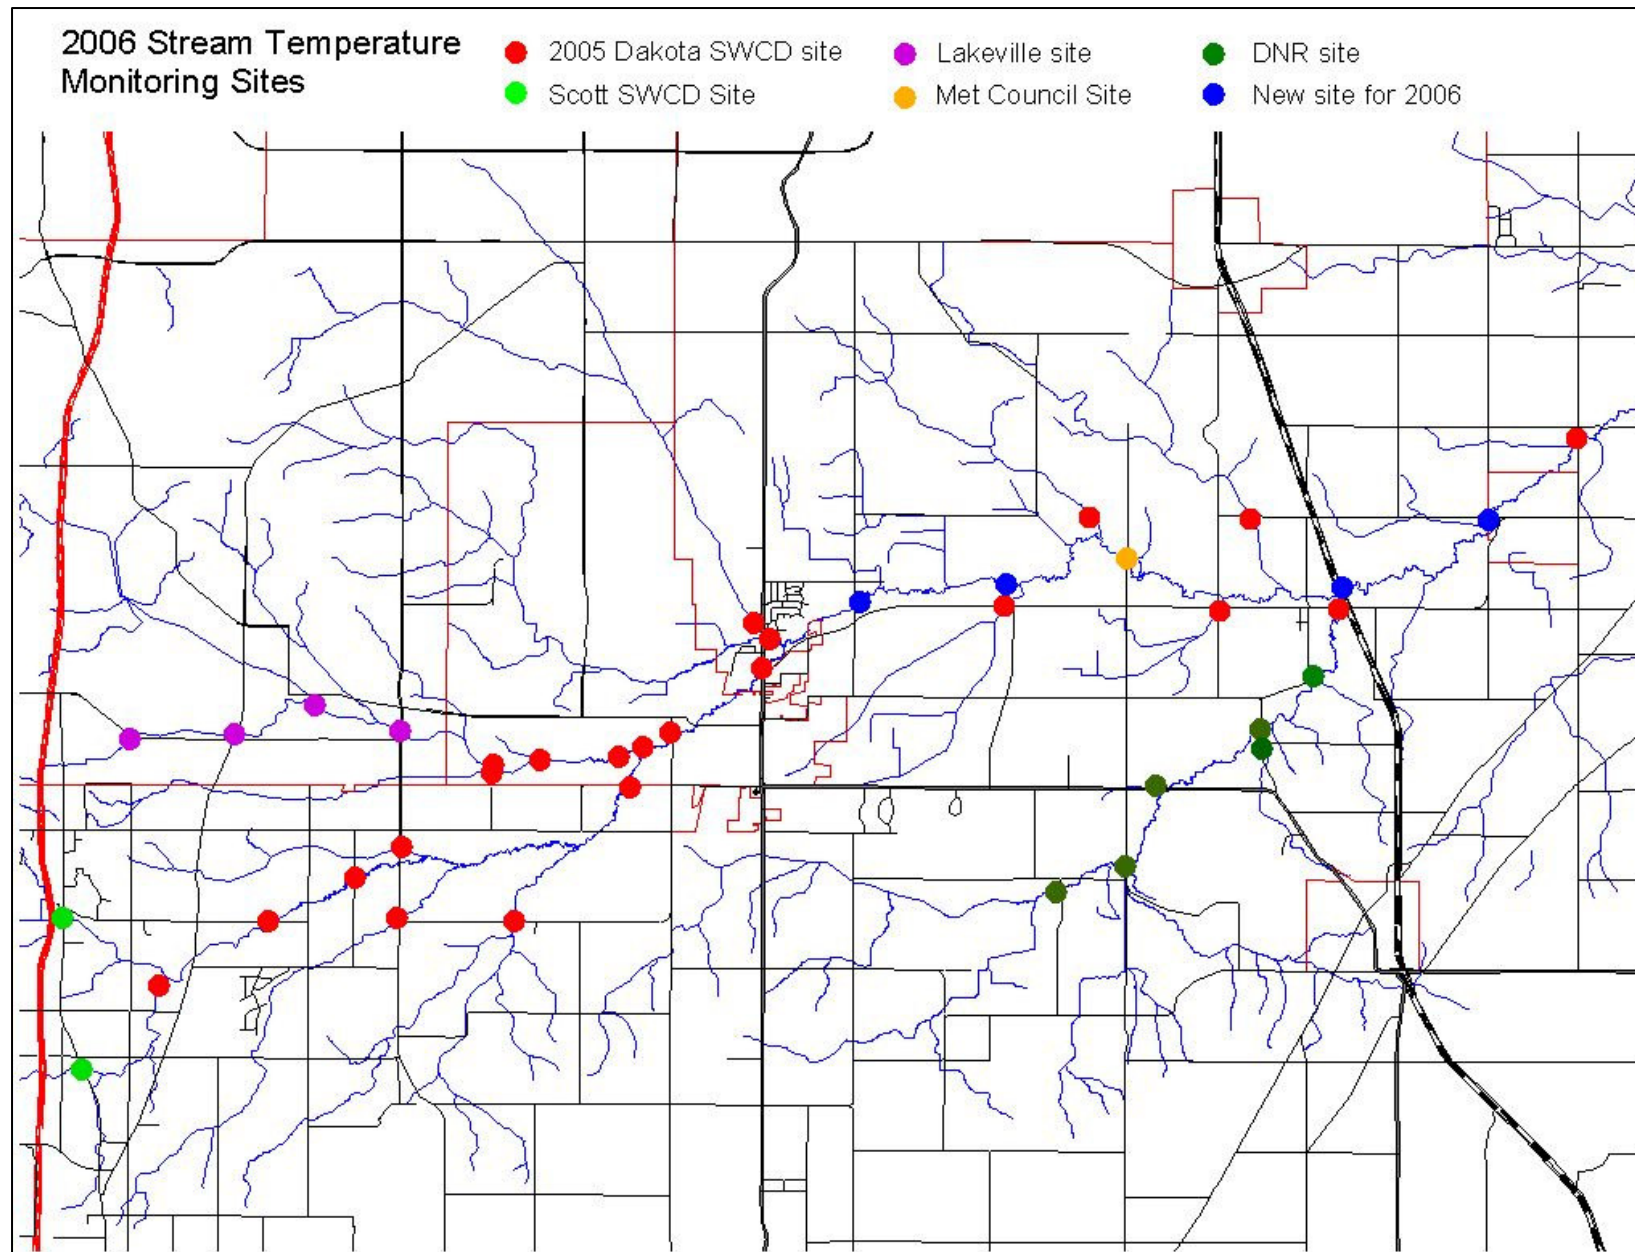 2006 Stream Temperature
Monitoring Sites
2005 Dakota SWCD site
Scott SWCD Site
Lakeville site
Met Council Site
DNR site
New site for 2006